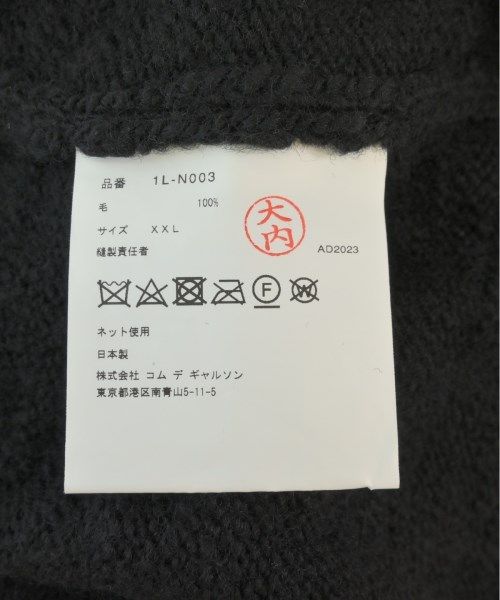 品番 1L-N003
毛 100%
サイズ XXL
縫製責任者
大内
AD2023
F W
ネット使用
日本製
株式会社 コム デ ギャルソン
東京都港区南青山5-11-5